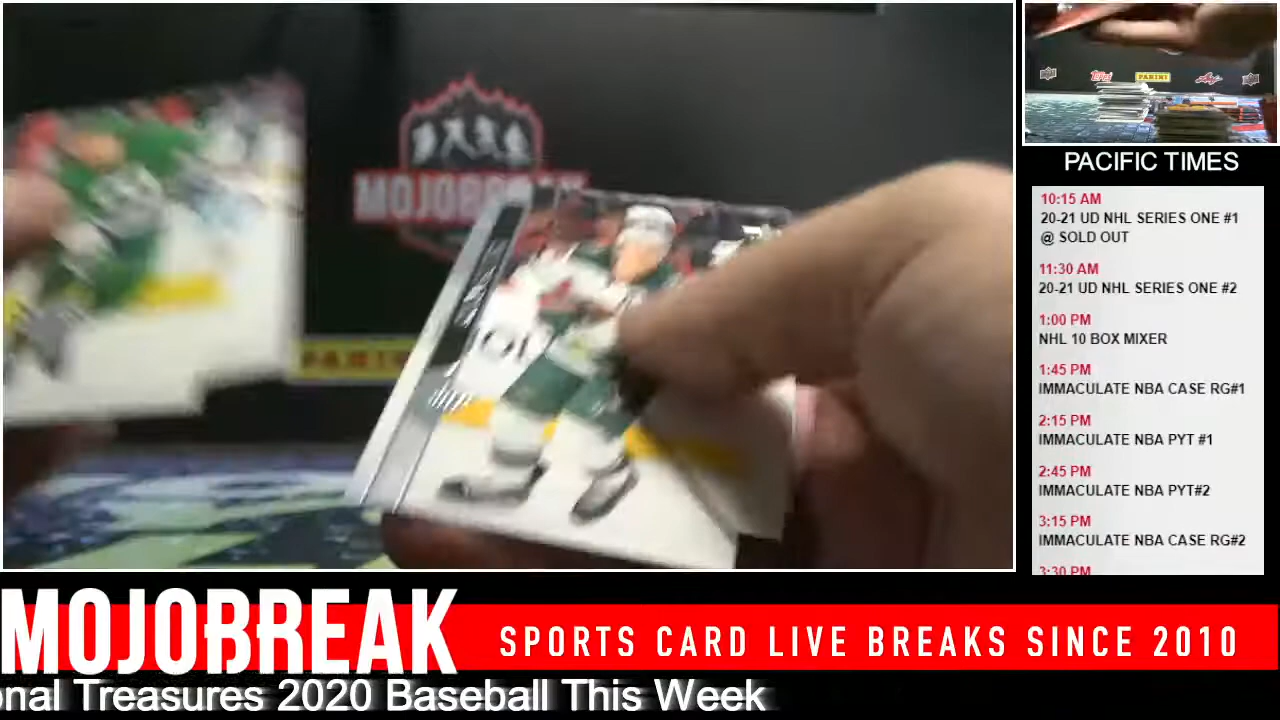 MOJOBREAK
PANINI
Topps
PANINI
PACIFIC TIMES
10:15 AM
20-21 UD NHL SERIES ONE #1
@ SOLD OUT
11:30 AM
20-21 UD NHL SERIES ONE #2
1:00 PM
NHL 10 BOX MIXER
1:45 PM
IMMACULATE NBA CASE RG#1
2:15 PM
IMMACULATE NBA PYT #1
2:45 PM
IMMACULATE NBA PYT#2
3:15 PM
IMMACULATE NBA CASE RG#2
3:30 PM
MOJOBREAK
SPORTS CARD LIVE BREAKS SINCE 2010
onal Treasures 2020 Baseball This Week